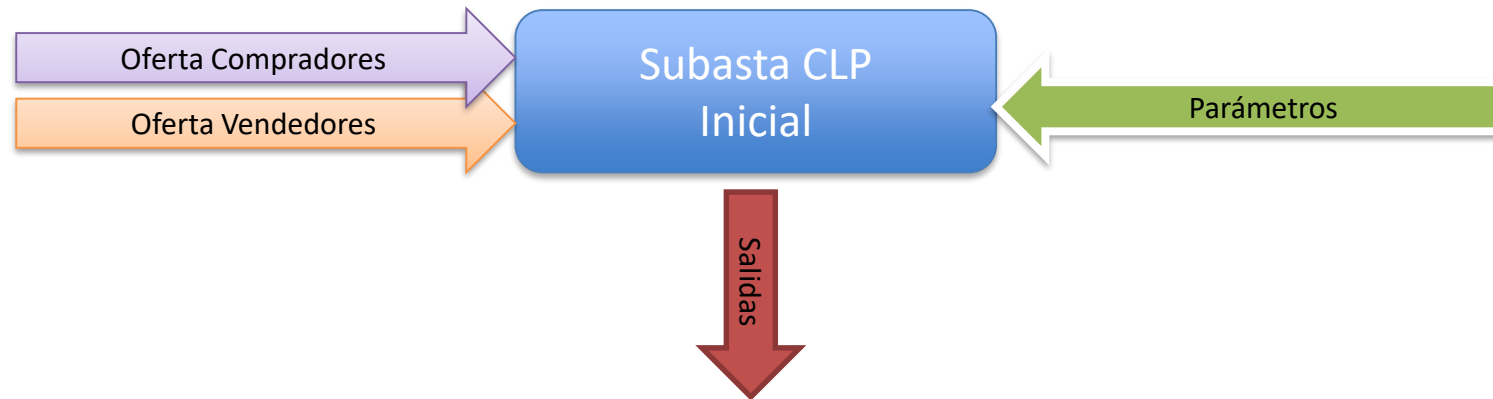 Oferta Compradores
Oferta Vendedores
Subasta CLP
Inicial
Parámetros
Salidas